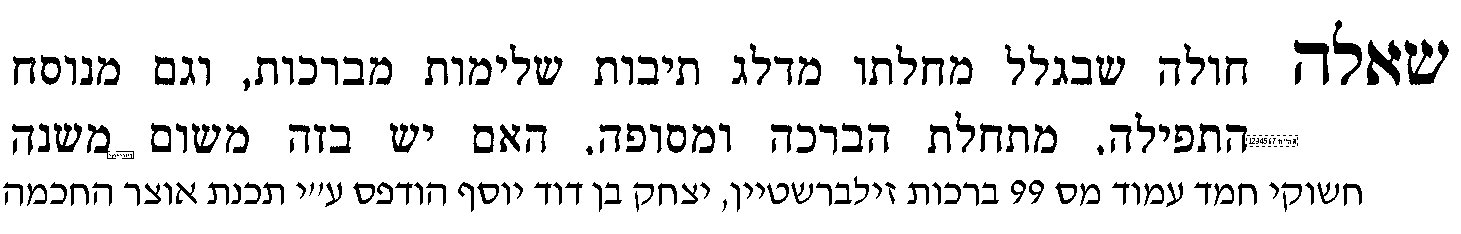 שאלה חולה שבגלל מחלתו מדלג תיבות שלימות מברכות, וגם מנוסח
התפילה. מתחלת הברכה ומסופה. האם יש בזה משום משנה
חשוקי חמד עמוד מס 99 ברכות זילברשטיין, יצחק בן דוד יוסף הודפס ע״י תכנת אוצר החכמה